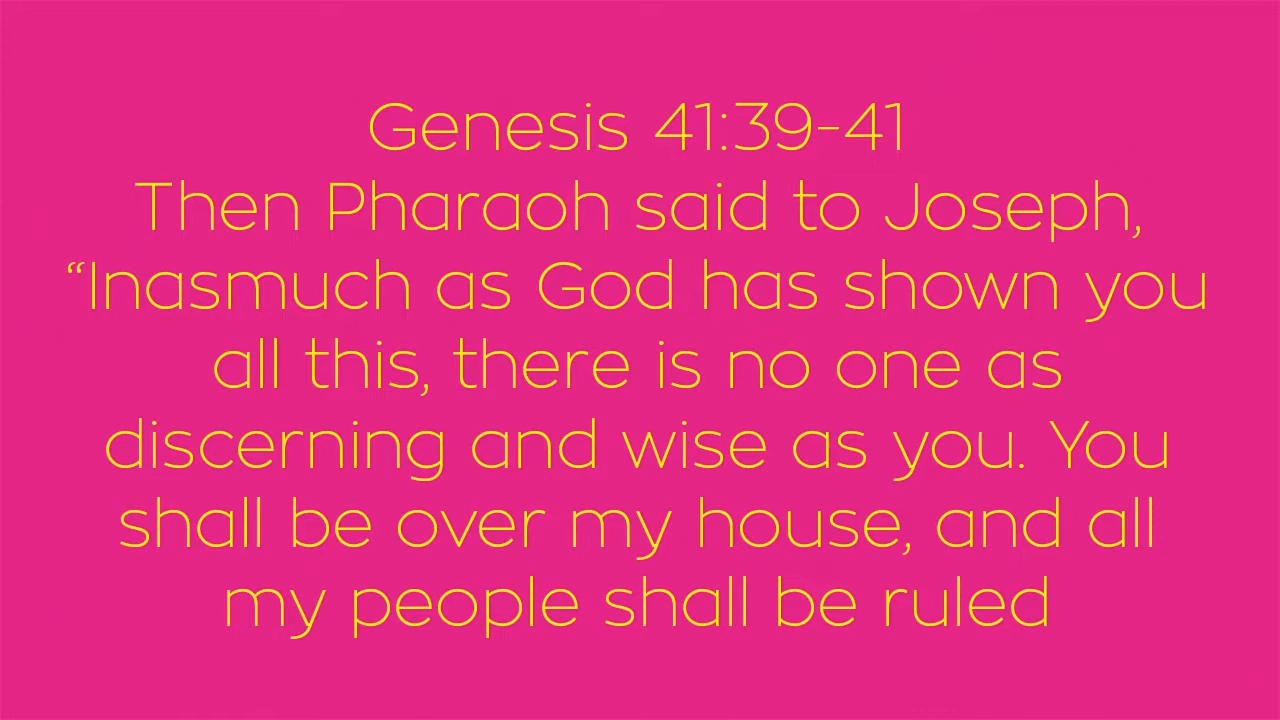 Genesis 41:39-41
Then Pharaoh said to Joseph,
“Inasmuch as God has shown you
all this, there is no one as
discerning and wise as you. You
shall be over my house, and all
my people shall be ruled